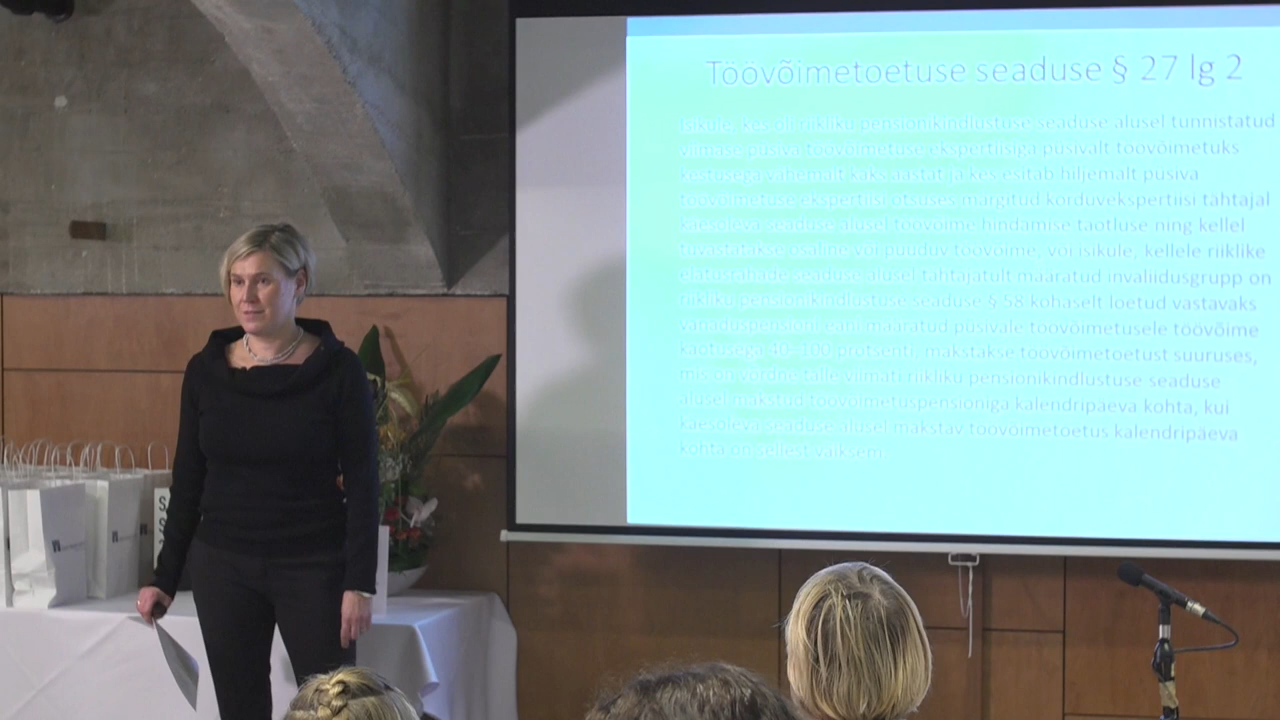 Töövõimetoetuse seaduse § 27 lg 2
Isikule, kes oli riikliku pensionikindlustuse seaduse alusel tunnistatud
viimase püsiva töövõimetuse ekspertiisiga püsivalt töövõimetuks
kestusega vähemalt kaks aastat ja kes esitab hiljemalt püsiva
töövõimetuse ekspertiisi otsuses märgitud korduvekspertiisi tähtajal
käesoleva seaduse alusel töövõime hindamise taotluse ning kellel
tuvastatakse osaline või puuduv töövõime, või isikule, kellele riiklike
elatusrahade seaduse alusel tähtajatult määratud invaliidsusgrupp on
riikliku pensionikindlustuse seaduse § 58 kohaselt loetud vastavaks
vanaduspensioni eani määratud püsivale töövõimetusele töövõime
kaotusega 40–100 protsenti, makstakse töövõimetoetust suuruses,
mis on võrdne talle viimati riikliku pensionikindlustuse seaduse
alusel makstud töövõimetuspensioniga kalendripäeva kohta, kui
käesoleva seaduse alusel makstav töövõimetoetus kalendripäeva
kohta on sellest väiksem.